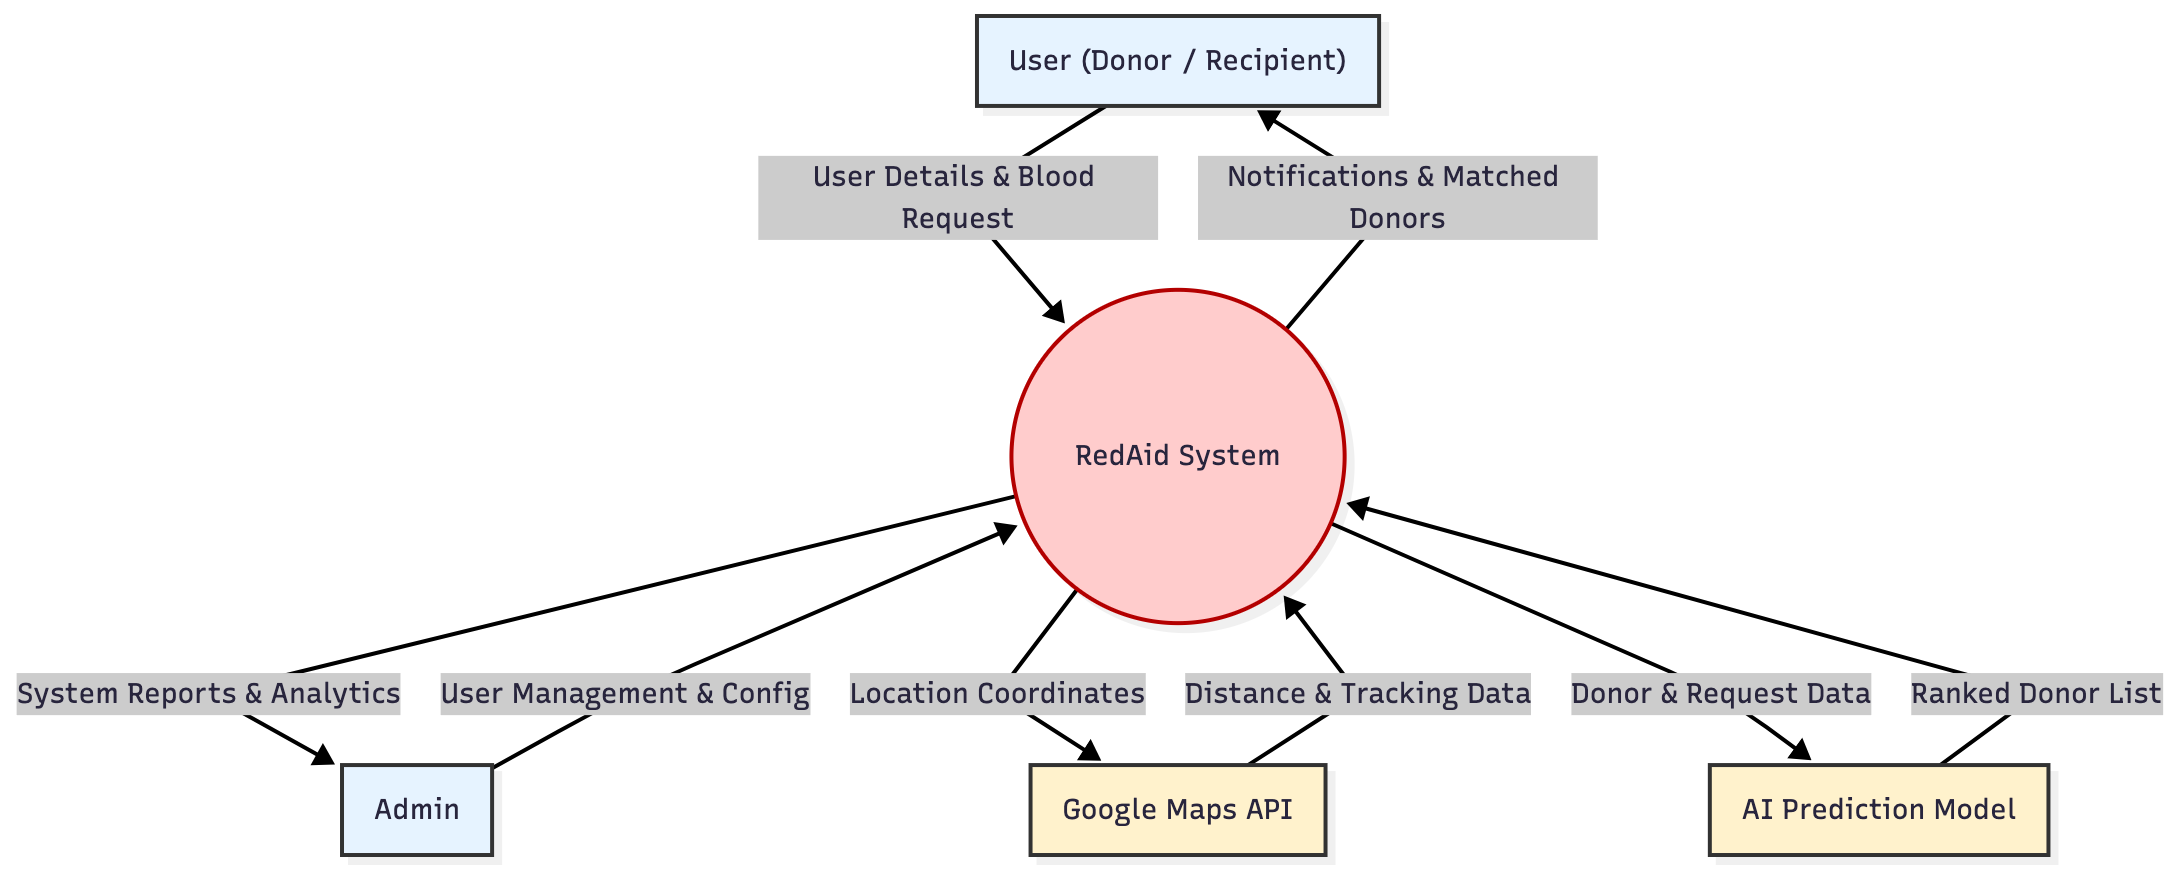 User (Donor / Recipient)
User Details & Blood
Request
Notifications & Matched
Donors
RedAid System
System Reports & Analytics
User Management & Config
Location Coordinates
Distance & Tracking Data
Donor & Request Data
Ranked Donor List
Admin
Google Maps API
AI Prediction Model